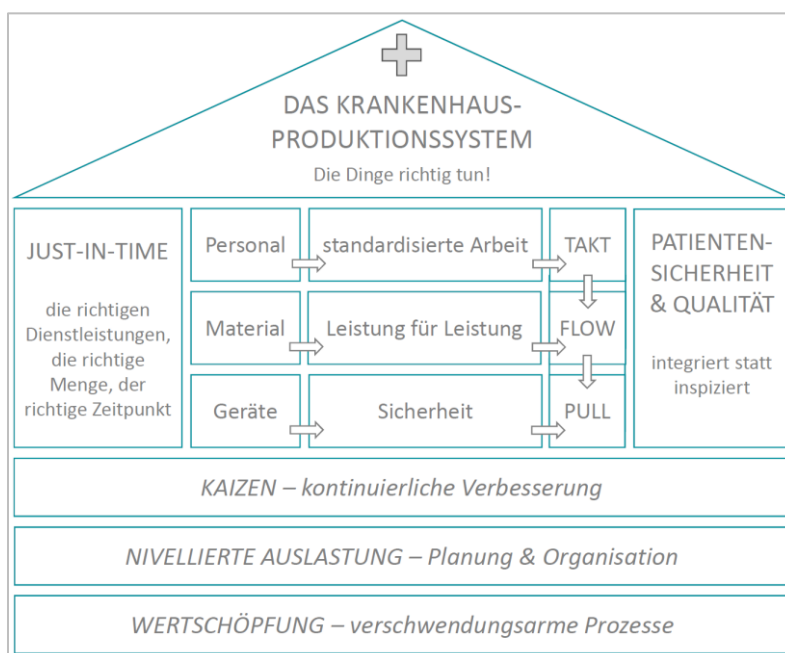 DAS KRANKENHAUS-
PRODUKTIONSSYSTEM
Die Dinge richtig tun!
JUST-IN-TIME
die richtigen
Dienstleistungen,
die richtige
Menge, der
richtige Zeitpunkt
Personal
standardisierte Arbeit
TAKT
Material
Leistung für Leistung
FLOW
Geräte
Sicherheit
PULL
PATIENTEN-
SICHERHEIT
& QUALITÄT
integriert statt
inspiziert
KAIZEN – kontinuierliche Verbesserung
NIVELLIERTE AUSLASTUNG – Planung & Organisation
WERTSCHÖPFUNG – verschwendungsarme Prozesse